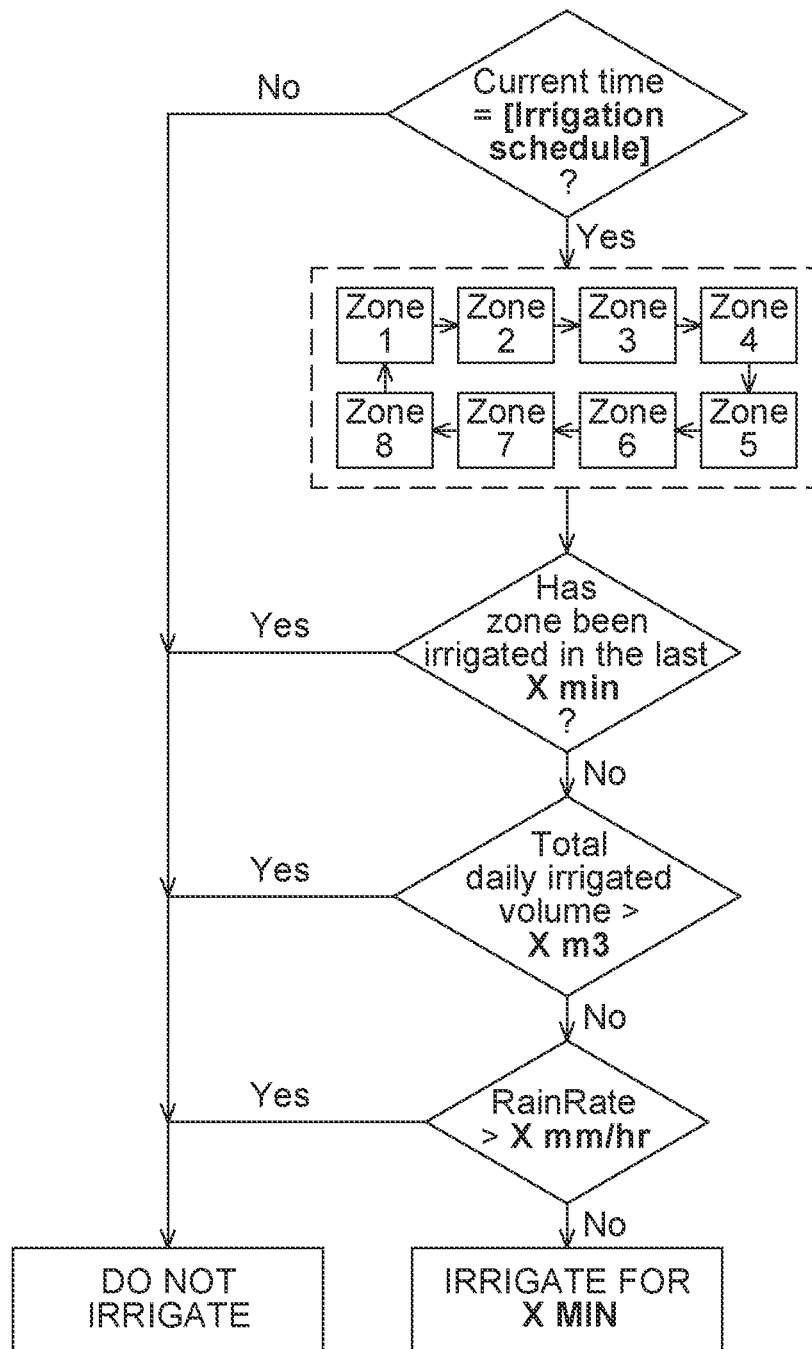 No
Current time
= [Irrigation
schedule]
?
Yes
Zone
1
Zone
2
Zone
3
Zone
4
Zone
8
Zone
7
Zone
6
Zone
5
Has
zone been
irrigated in the last
X min
?
Yes
No
Total
daily irrigated
volume >
X m3
Yes
No
RainRate
> X mm/hr
Yes
No
DO NOT
IRRIGATE
IRRIGATE FOR
X MIN